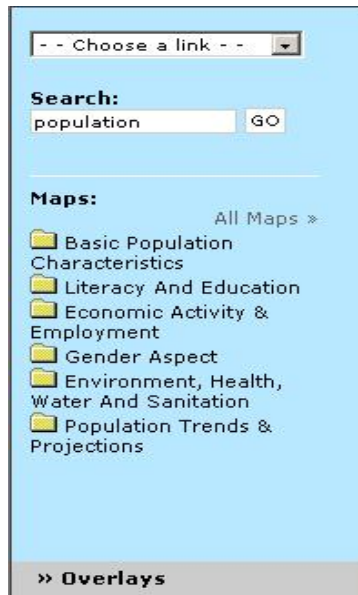 - - Choose a link - -
Search:
population GO
Maps:
All Maps »
Basic Population
Characteristics
Literacy And Education
Economic Activity &
Employment
Gender Aspect
Environment, Health,
Water And Sanitation
Population Trends &
Projections
» Overlays